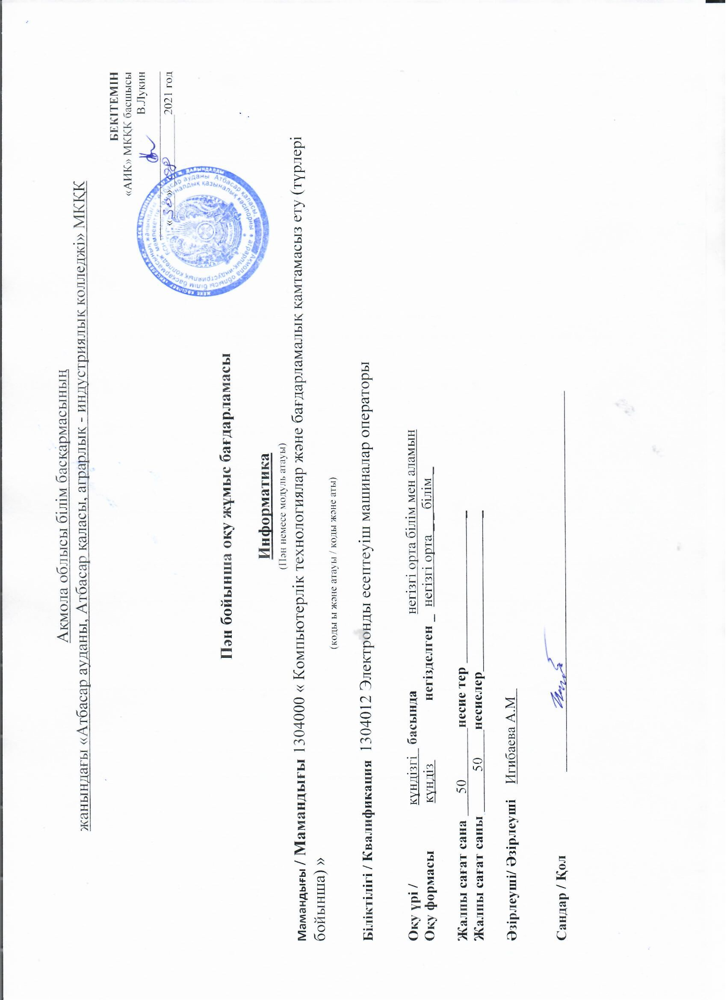 Ақмола облысы білім басқармасының
жанындағы «Атбасар ауданы, Атбасар қаласы, аграрлық - индустриялық колледжі» МКҚК
БЕКІТЕМІН
«АИК» МКҚК басшысы
В.Лукин
«30» 08 2021 год
Пән бойынша оқу жұмыс бағдарламасы
Информатика
(Пән немесе модуль атауы)
Мамандығы / Мамандығы 1304000 « Компьютерлік технологиялар және бағдарламалық қамтамасыз ету (түрлері
бойынша) »
(коды ы және атауы / коды және аты)
Біліктілігі / Квалификация 1304012 Электронды есептеуіш машиналар операторы
Оқу үрі / күндізгі басында негізгі орта білім мен аламын
Оқу формасы күндіз негізделген _ негізгі орта _ _ білім _
Жалпы сағат сана 50 несие тер
Жалпы сағат саны 50 несиелер
Әзірлеуші/ Әзірлеуші Игибаева А.М
Сандар / Қол